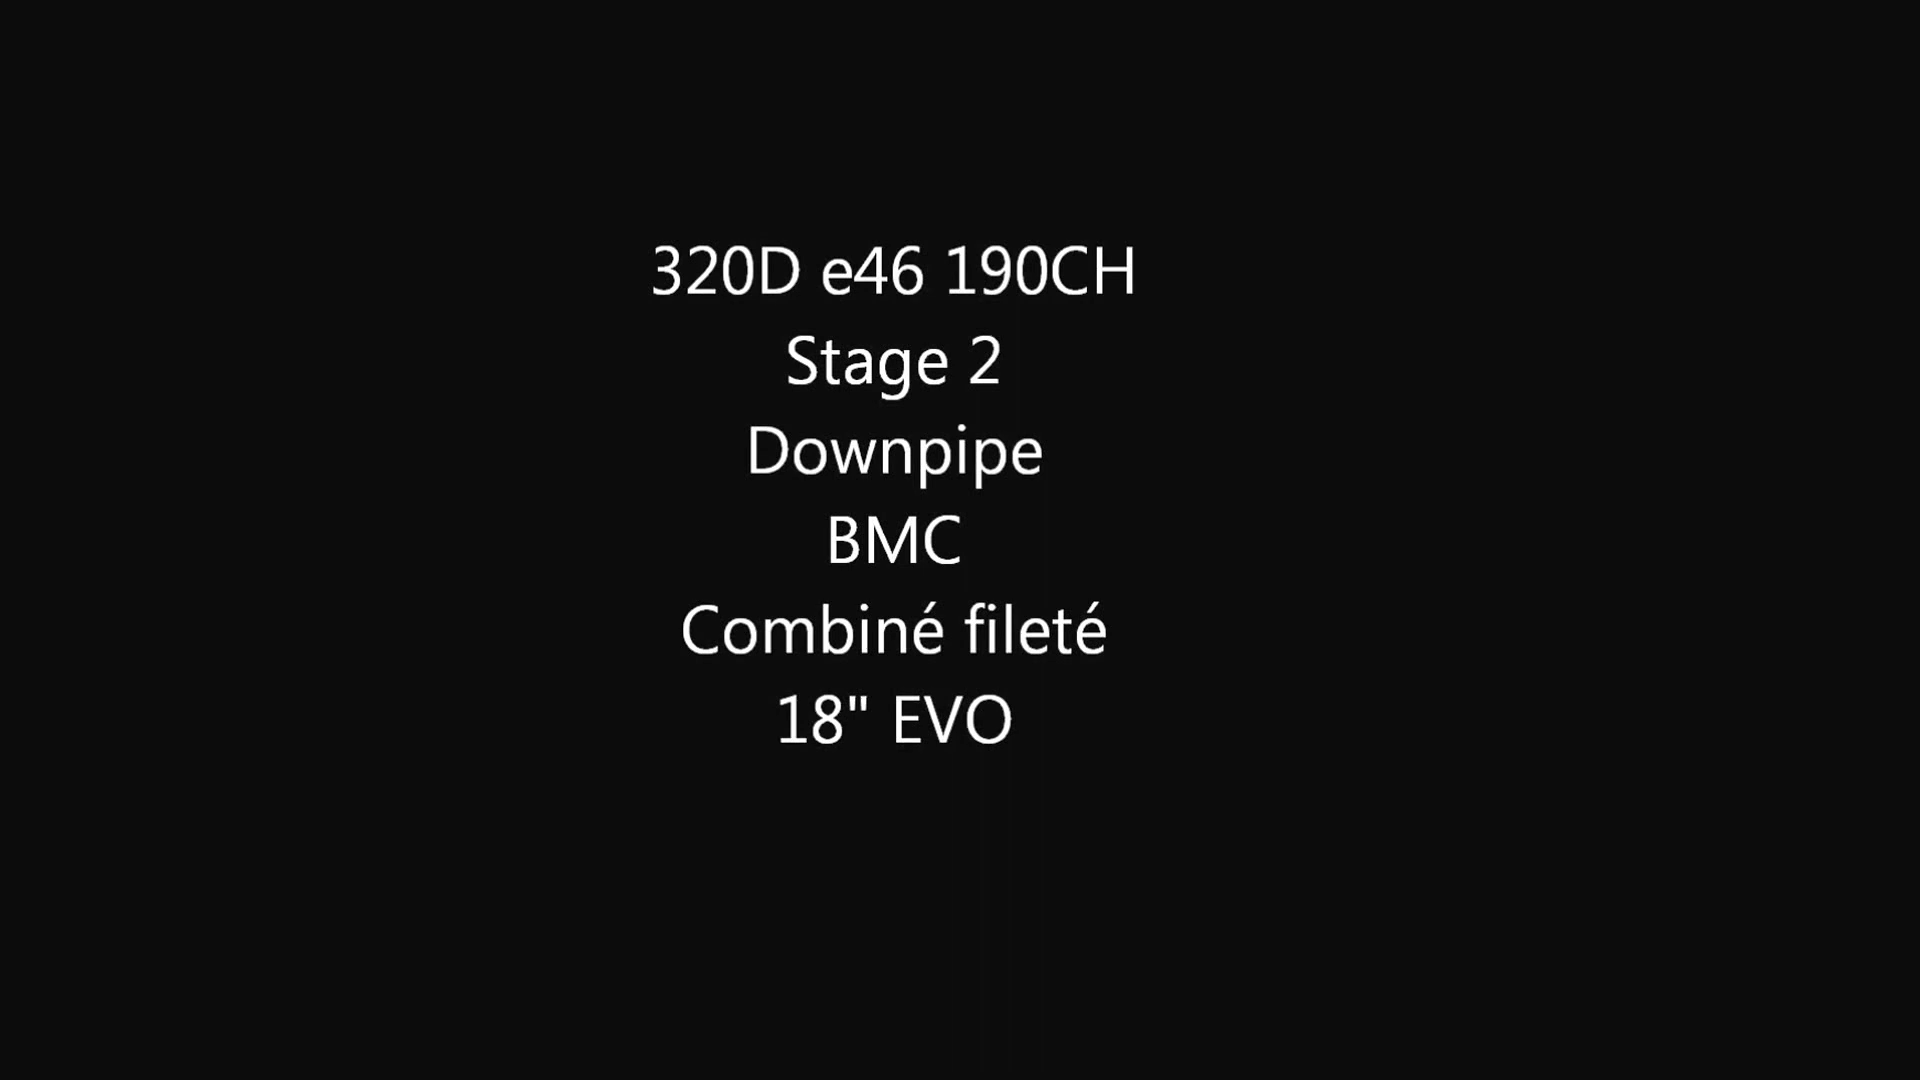 320D e46 190CH
Stage 2
Downpipe
BMC
Combiné fileté
18" EVO